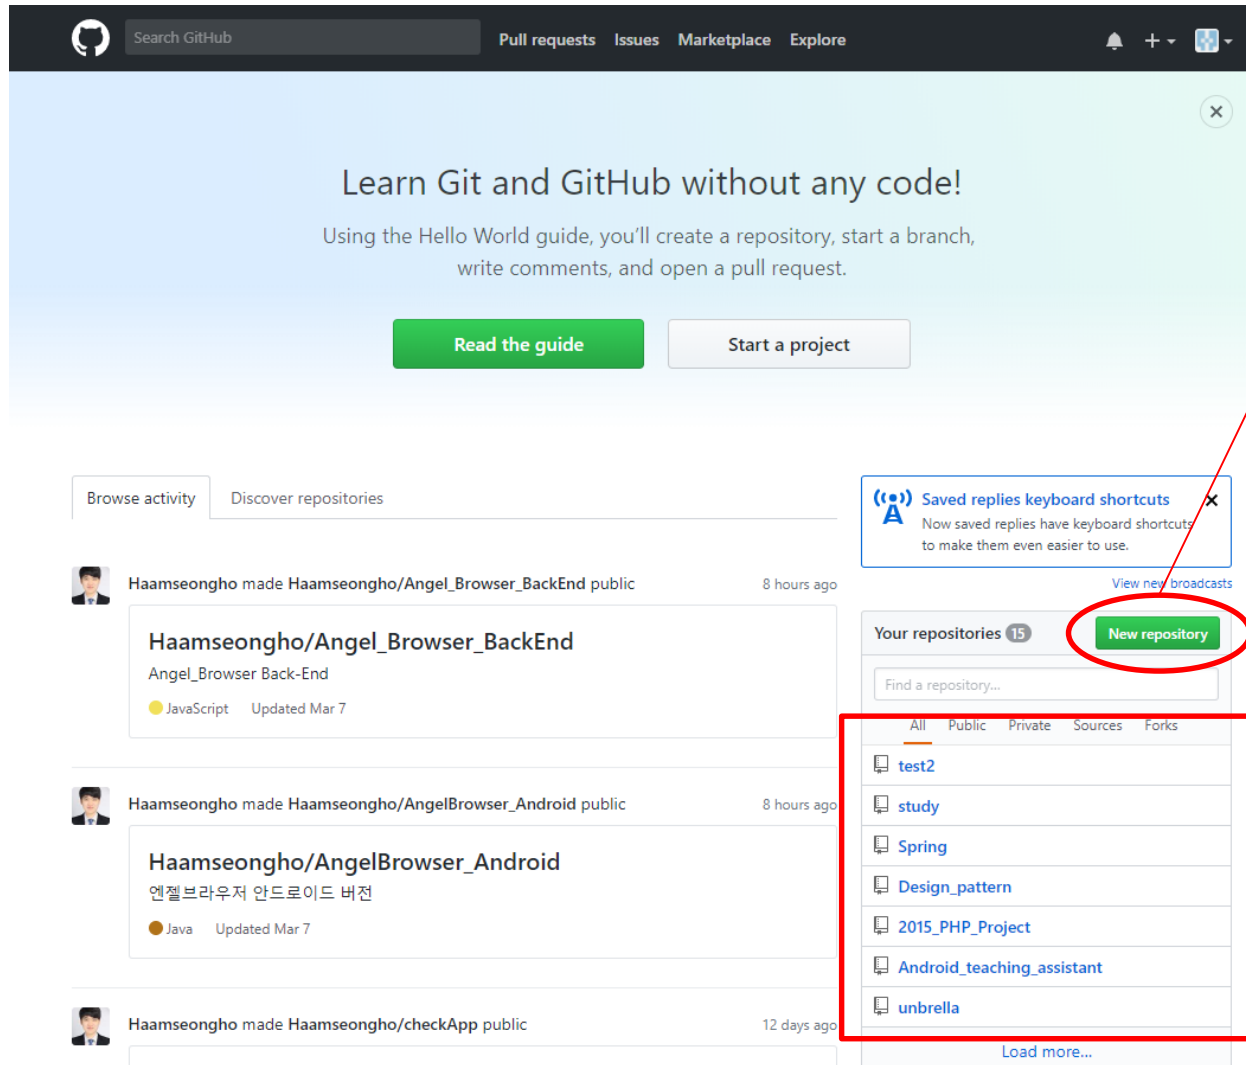 Search GitHub
Pull requests Issues Marketplace Explore
Learn Git and GitHub without any code!
Using the Hello World guide, you’ll create a repository, start a branch,
write comments, and open a pull request.
Read the guide Start a project
Browse activity Discover repositories
Haamseongho made Haamseongho/Angel_Browser_BackEnd public 8 hours ago
Haamseongho/Angel_Browser_BackEnd
Angel_Browser Back-End
JavaScript Updated Mar 7
Haamseongho made Haamseongho/AngelBrowser_Android public 8 hours ago
Haamseongho/AngelBrowser_Android
엔젤브라우저 안드로이드 버전
Java Updated Mar 7
Haamseongho made Haamseongho/checkApp public 12 days ago
Saved replies keyboard shortcuts
Now saved replies have keyboard shortcuts
to make them even easier to use.
View new broadcasts
Your repositories 15 New repository
Find a repository...
All Public Private Sources Forks
test2
study
Spring
Design_pattern
2015_PHP_Project
Android_teaching_assistant
unbrella
Load more...